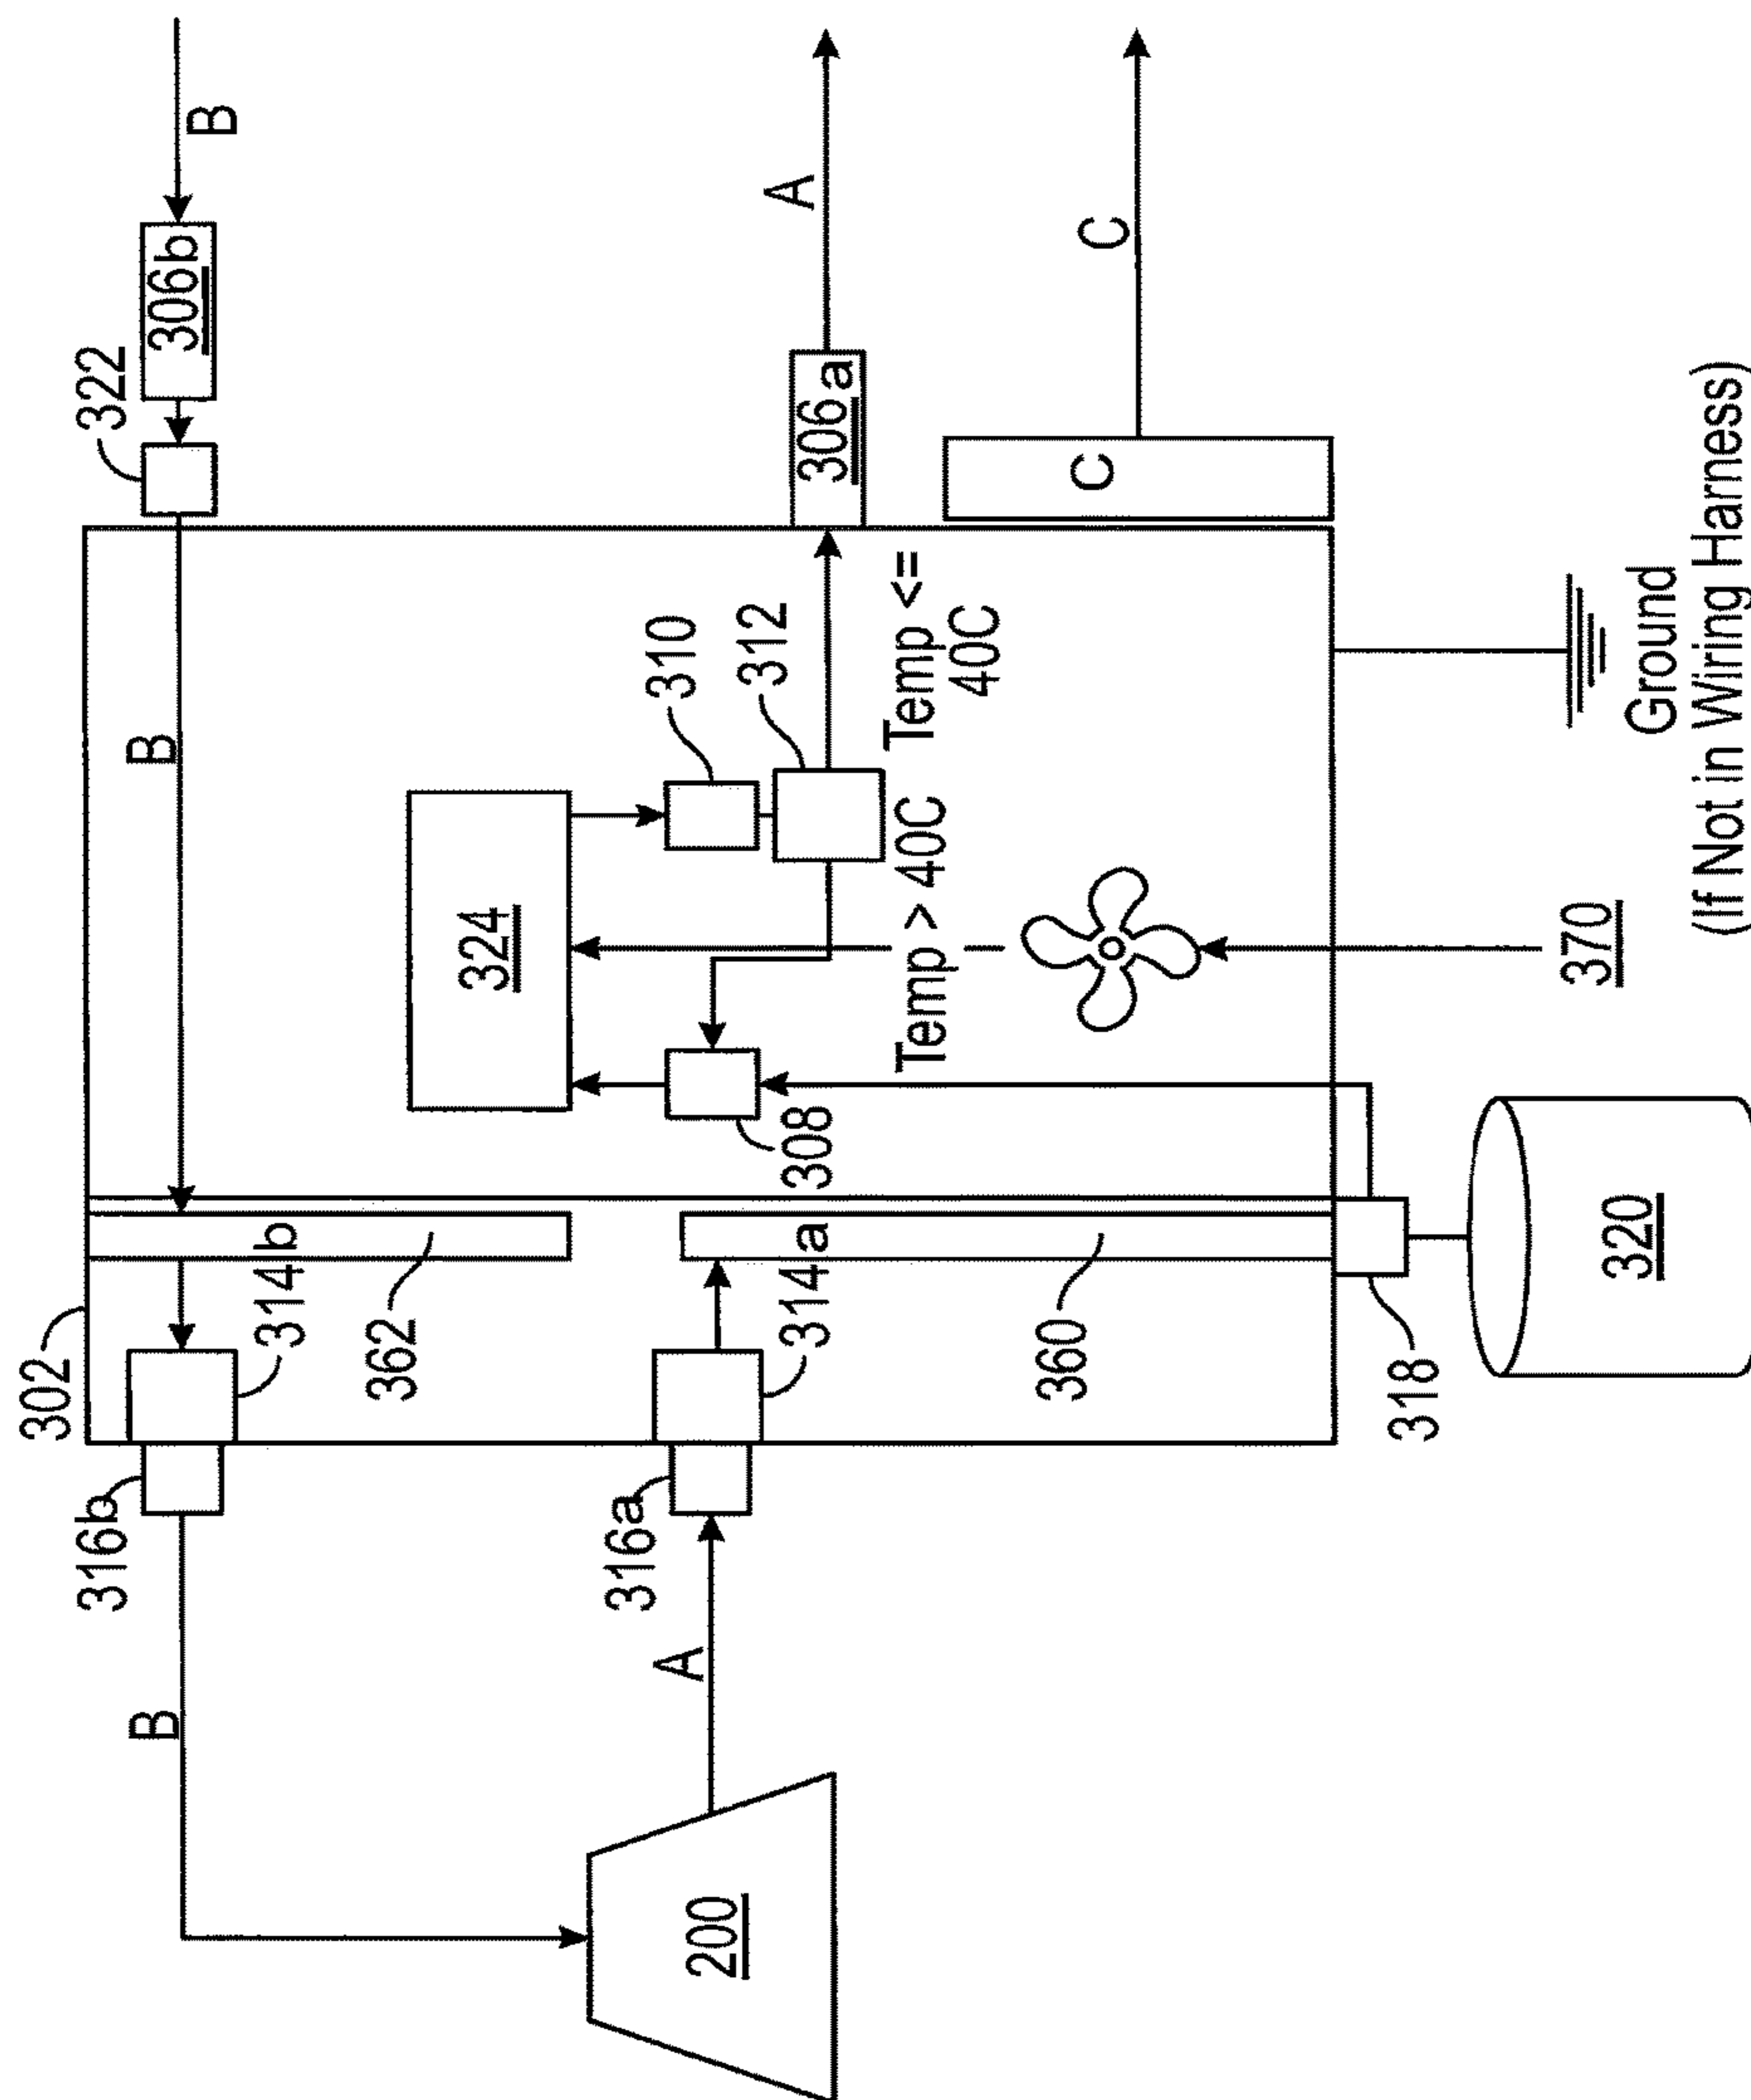 B
306b
322
A
306a
C
C
B
310
312
Temp <=
40C
324
Temp > 40C
308
370
Ground
(If Not in Wiring Harness)
302
314b
362
314a
360
318
320
316b
316a
B
A
200